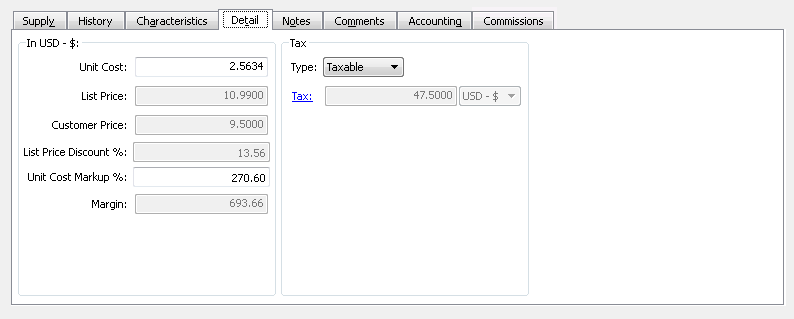 Supply History Characteristics Detail Notes Comments Accounting Commissions
In USD - $:
Unit Cost: 2.5634
List Price: 10.9900
Customer Price: 9.5000
List Price Discount %: 13.56
Unit Cost Markup %: 270.60
Margin: 693.66
Tax
Type: Taxable
Tax: 47.5000 USD - $